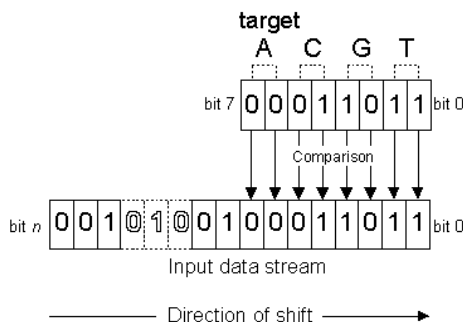 target
A C G T
bit 7 0 0 0 1 1 0 1 1 bit 0
Comparison
bit n 0 0 1 0 1 0 0 1 0 0 0 1 1 0 1 1 bit 0
Input data stream
Direction of shift